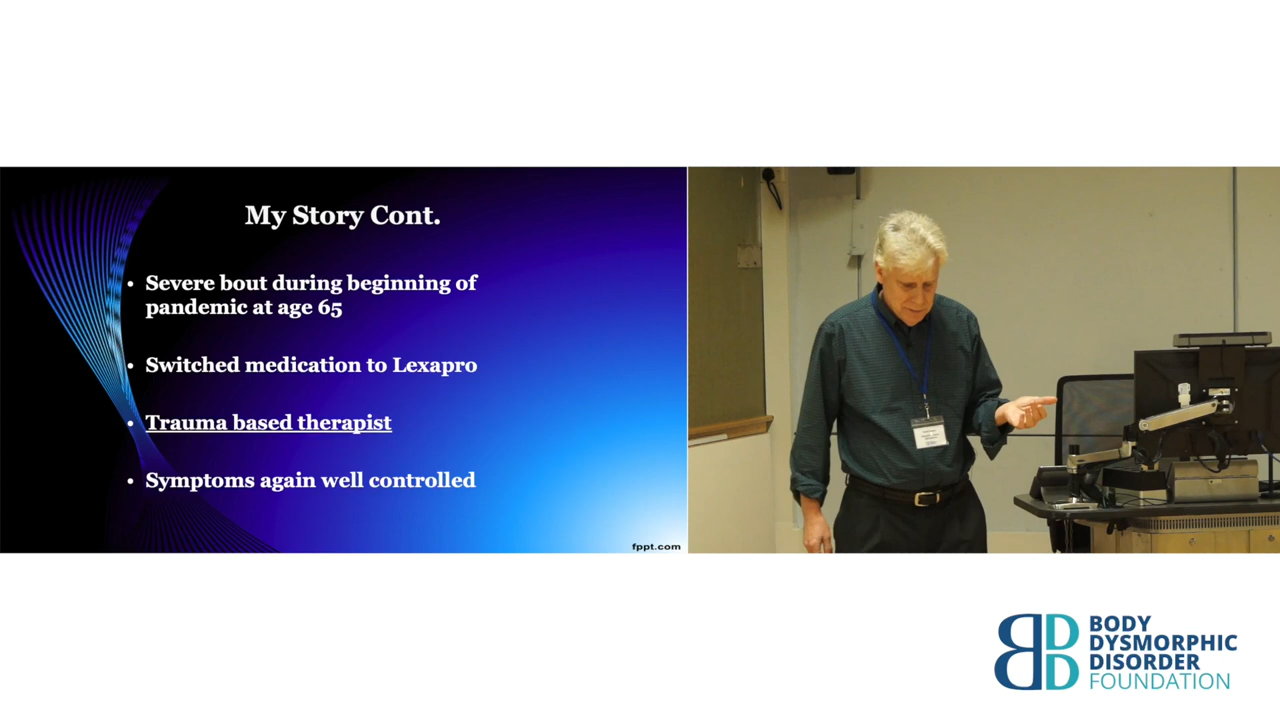 My Story Cont.
• Severe bout during beginning of
pandemic at age 65
• Switched medication to Lexapro
• Trauma based therapist
• Symptoms again well controlled
fppt.com
BODY
DYSMORPHIC
DISORDER
FOUNDATION